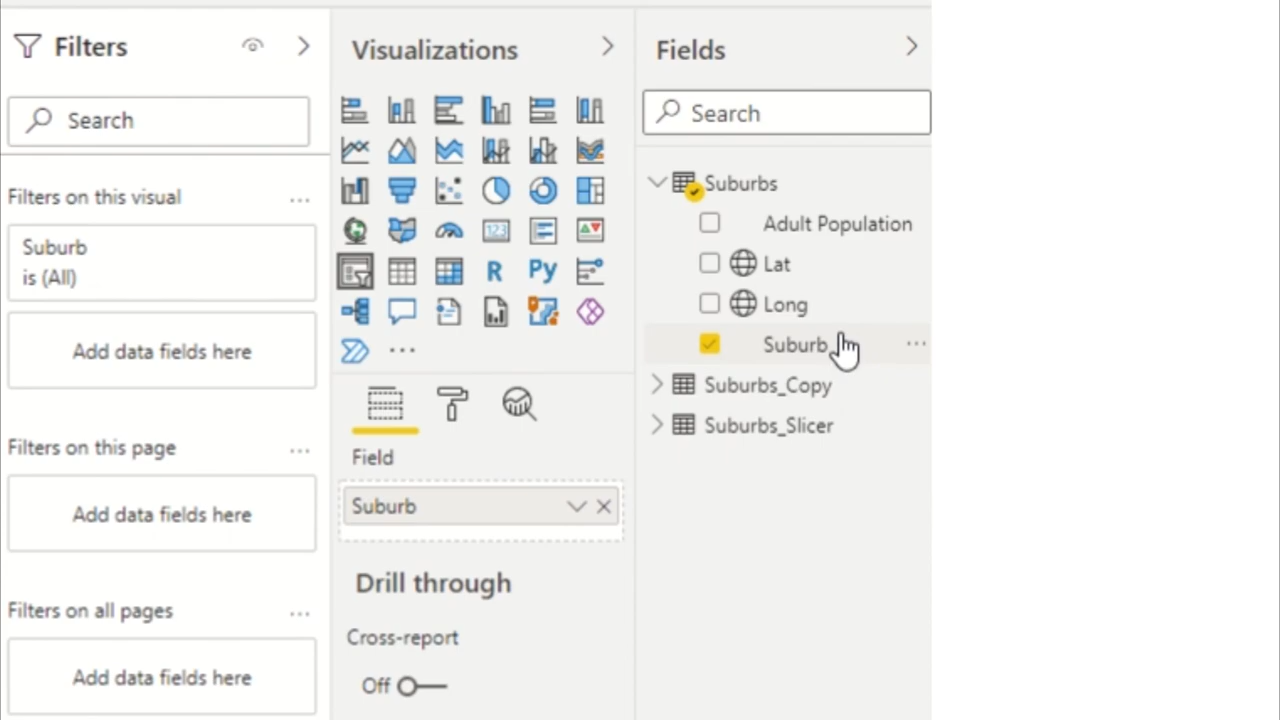 Filters
Search
Filters on this visual
Suburb
is (All)
Add data fields here
Filters on this page
Add data fields here
Filters on all pages
Add data fields here
Visualizations
123
R
Py
Field
Suburb
Drill through
Cross-report
Off
Fields
Search
Suburbs
Adult Population
Lat
Long
Suburb
Suburbs_Copy
Suburbs_Slicer